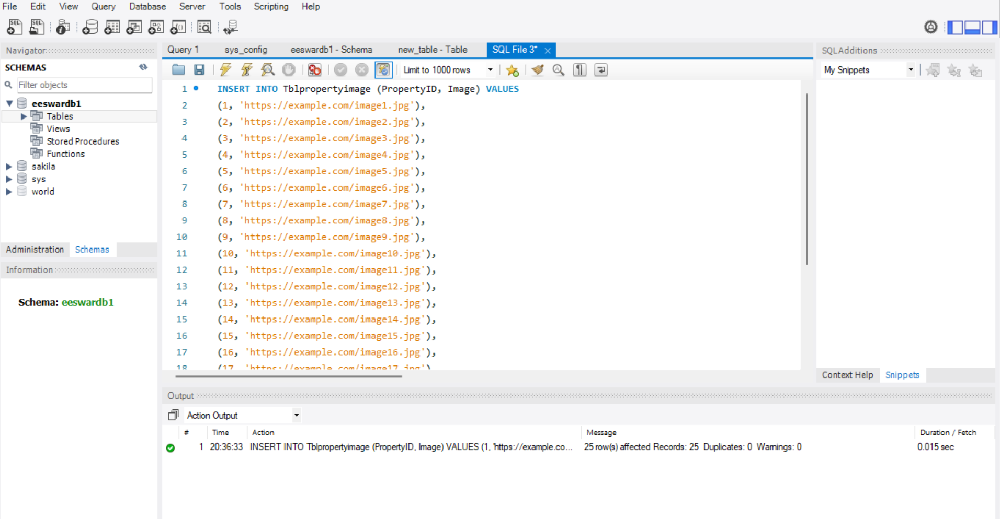 File Edit View Query Database Server Tools Scripting Help
SQL SQL
Navigator
SCHEMAS
Filter objects
eeswardb1
Tables
Views
Stored Procedures
Functions
sakila
sys
world
Administration Schemas
Information
Schema: eeswardb1
Query 1 sys_config eeswardb1 - Schema new_table - Table SQL File 3*
Limit to 1000 rows
1 INSERT INTO Tblpropertyimage (PropertyID, Image) VALUES
2 (1, 'https://example.com/image1.jpg'),
3 (2, 'https://example.com/image2.jpg'),
4 (3, 'https://example.com/image3.jpg'),
5 (4, 'https://example.com/image4.jpg'),
6 (5, 'https://example.com/image5.jpg'),
7 (6, 'https://example.com/image6.jpg'),
8 (7, 'https://example.com/image7.jpg'),
9 (8, 'https://example.com/image8.jpg'),
10 (9, 'https://example.com/image9.jpg'),
11 (10, 'https://example.com/image10.jpg'),
12 (11, 'https://example.com/image11.jpg'),
13 (12, 'https://example.com/image12.jpg'),
14 (13, 'https://example.com/image13.jpg'),
15 (14, 'https://example.com/image14.jpg'),
16 (15, 'https://example.com/image15.jpg'),
17 (16, 'https://example.com/image16.jpg'),
18 (17, 'https://example.com/image17.jpg')
SQLAdditions
My Snippets
Context Help Snippets
Output
Action Output
# Time Action Message Duration / Fetch
1 20:36:33 INSERT INTO Tblpropertyimage (PropertyID, Image) VALUES (1, 'https://example.co... 25 row(s) affected Records: 25 Duplicates: 0 Warnings: 0 0.015 sec